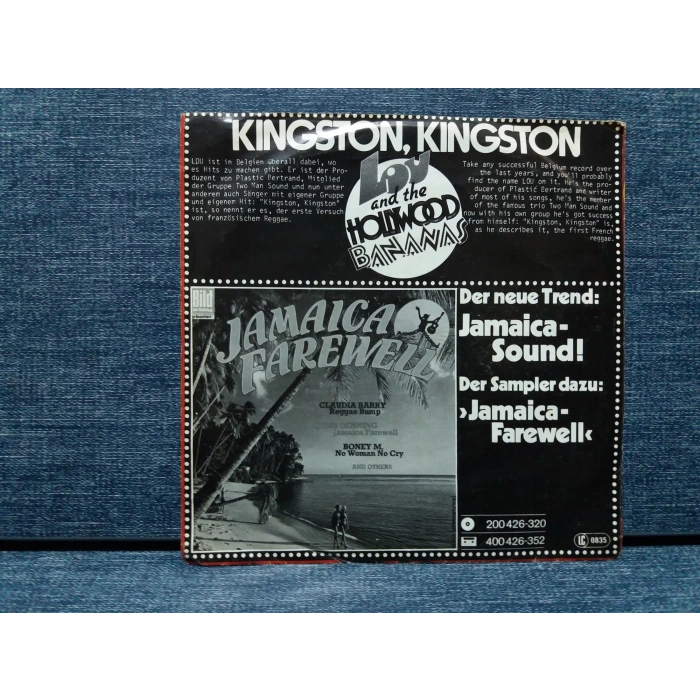 KINGSTON, KINGSTON
LOU ist in Belgien überall dabei, wo
es Hits zu machen gibt. Er ist der Pro-
duzent von Plastic Bertrand, Mitglied
der Gruppe Two Man Sound und nun unter
anderem auch Sänger mit eigener Gruppe
und eigener Hit: "Kingston, Kingston"
ist, so nennt er es, der erste Versuch
von französischem Reggae.
LOU
and the
HOLLYWOOD
BANANAS
Take any successful Belgium record over
the last years, and you'll probably
find the name LOU on it. He's the pro-
ducer of Plastic Bertrand and writer
of most of his songs, he's the member
of the famous trio Two Man Sound and
now with his own group he's got success
from himself: "Kingston, Kingston" is,
as he describes it, the first French
reggae.
Bild
JAMAICA
FAREWELL
CLAUDJA BARRY
Reggae Bump
Jamaica Farewell
BONEY M.
No Woman No Cry
AND OTHERS
Der neue Trend:
Jamaica-
Sound!
Der Sampler dazu:
›Jamaica-
Farewell‹
200 426-320
400 426-352
LC 0835